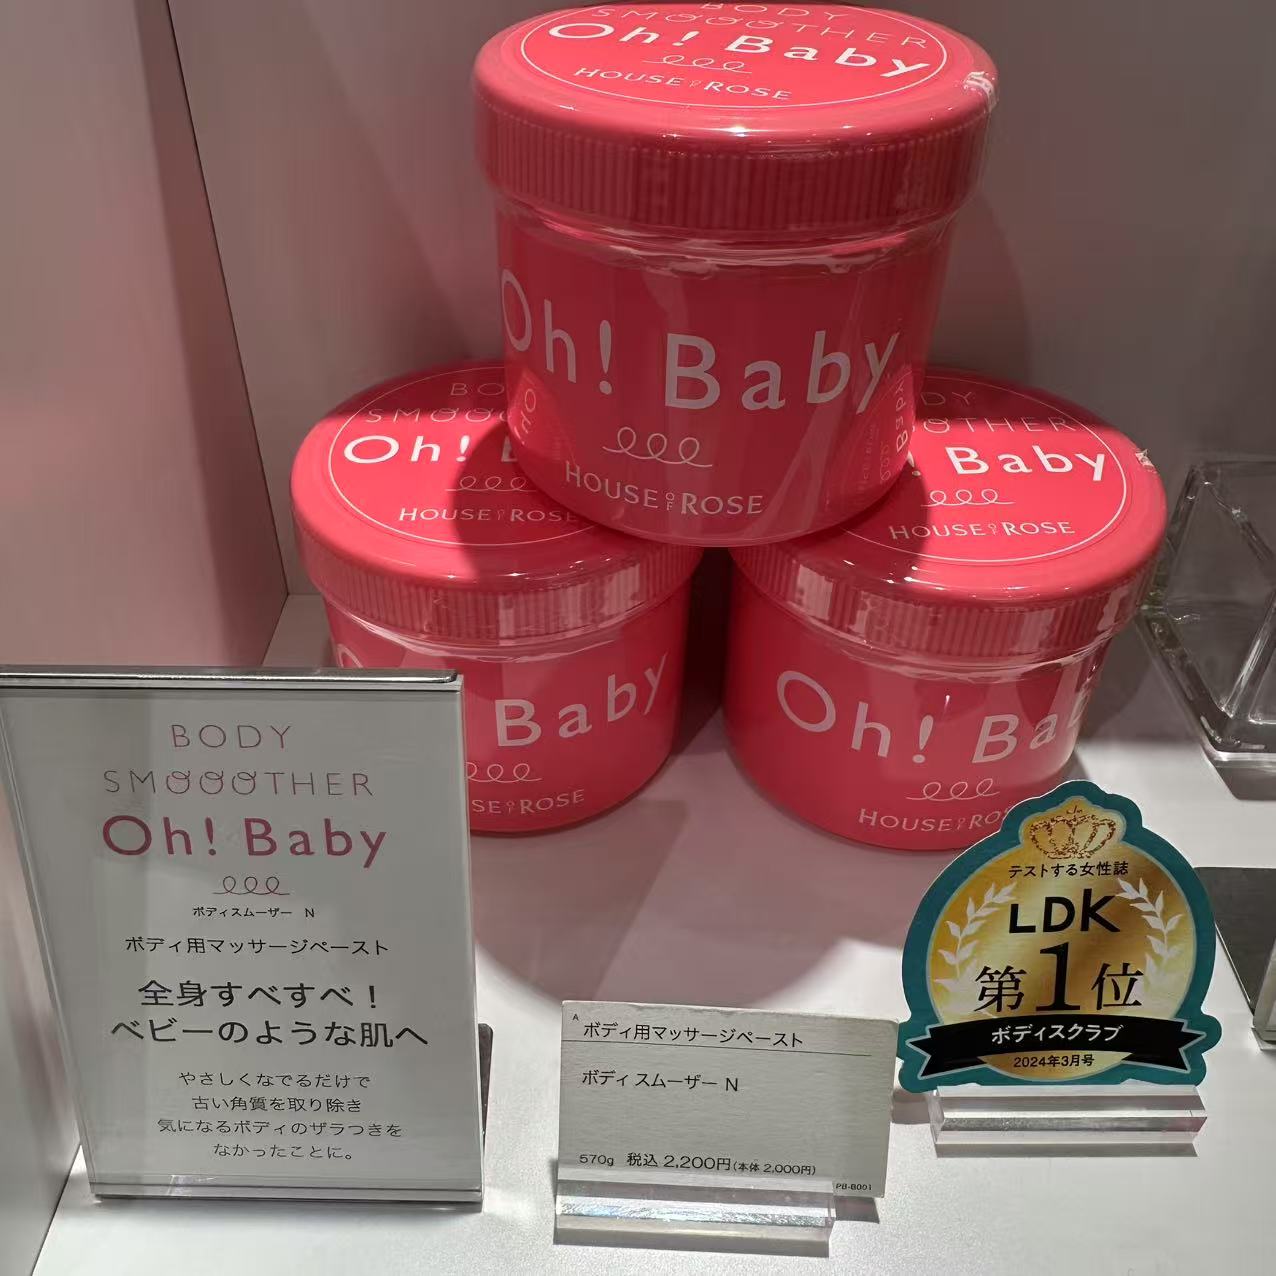 BODY
SMOOOTHER
Oh! Baby
HOUSE OF ROSE
Oh! Baby
HOUSE OF ROSE
BODY
SMOOOTHER
Oh!
HOUSE OF ROSE
Baby
HOUSE OF ROSE
BODY
SMOOOTHER
Baby
HOUSE OF ROSE
Oh! Bab
HOUSE OF ROS
BODY
SMOOOTHER
Oh! Baby
ボディスムーザー N
ボディ用マッサージペースト
全身すべすべ！
ベビーのような肌へ
やさしくなでるだけで
古い角質を取り除き
気になるボディのザラつきを
なかったことに。
A
ボディ用マッサージペースト
ボディスムーザー N
570g 税込 2,200円(本体 2,000円)
PB-B001
テストする女性誌
LDK
第1位
ボディスクラブ
2024年3月号